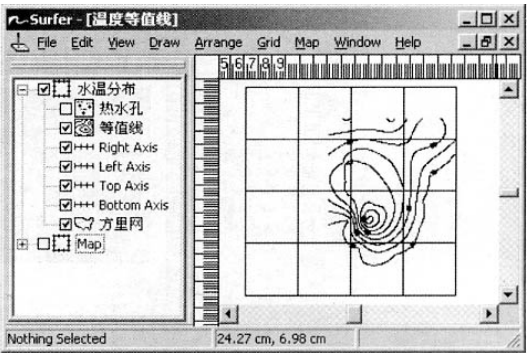 Surfer - [温度等值线]
File Edit View Draw Arrange Grid Map Window Help
5 6 7 8 9
水温分布
热水孔
等值线
Right Axis
Left Axis
Top Axis
Bottom Axis
方里网
Map
Nothing Selected 24.27 cm, 6.98 cm